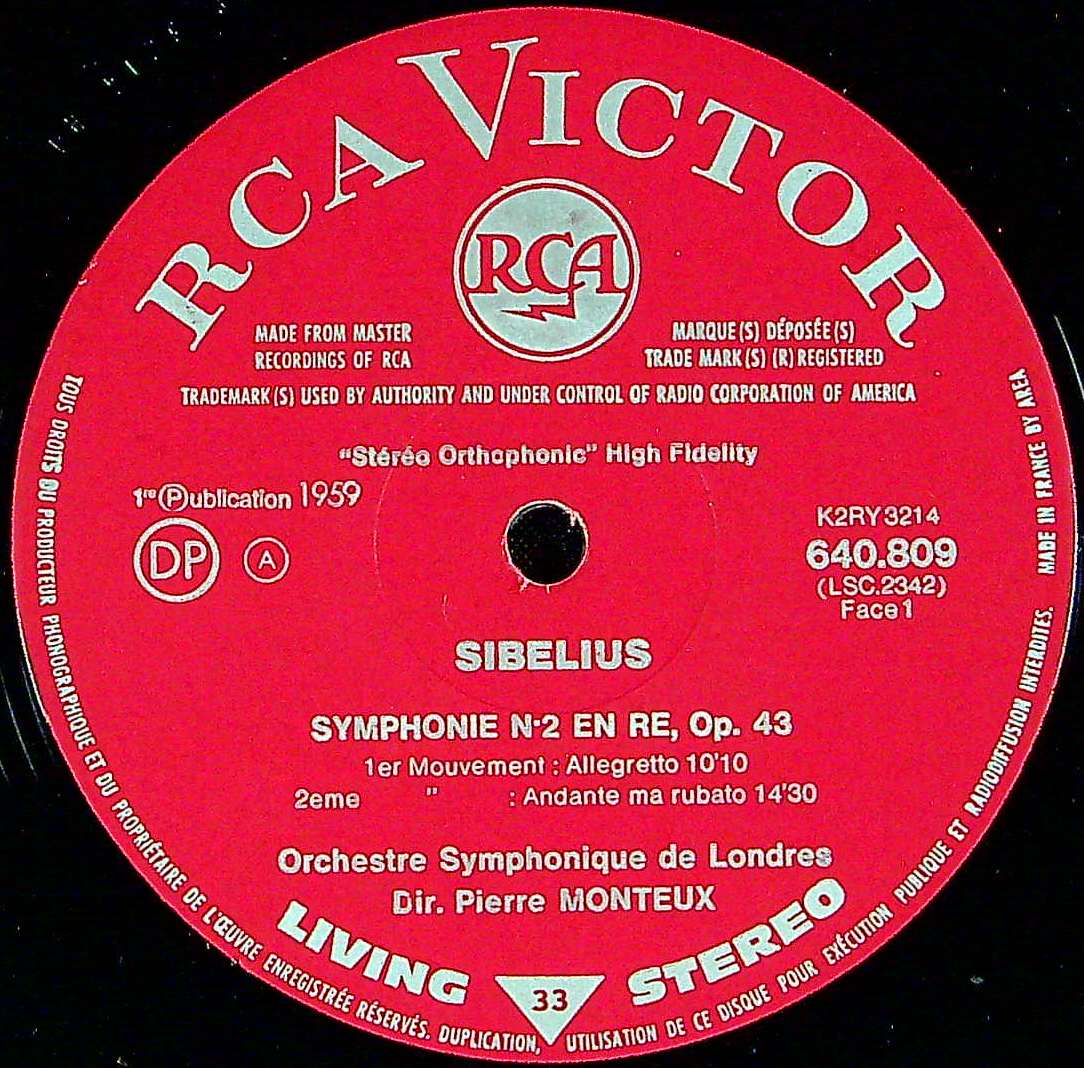 RCA VICTOR
RCA
MADE FROM MASTER
RECORDINGS OF RCA
MARQUE(S) DÉPOSÉE(S)
TRADE MARK(S) (R) REGISTERED
TRADEMARK(S) USED BY AUTHORITY AND UNDER CONTROL OF RADIO CORPORATION OF AMERICA
"Stéréo Orthophonic" High Fidelity
1re Ⓟublication 1959
DP
A
K2RY3214
640.809
(LSC.2342)
Face 1
SIBELIUS
SYMPHONIE N·2 EN RE, Op. 43
1er Mouvement : Allegretto 10'10
2eme " : Andante ma rubato 14'30
Orchestre Symphonique de Londres
Dir. Pierre MONTEUX
LIVING STEREO
33
TOUS DROITS DU PRODUCTEUR PHONOGRAPHIQUE ET DU PROPRIÉTAIRE DE L'ŒUVRE ENREGISTRÉE RÉSERVÉS. DUPLICATION, UTILISATION DE CE DISQUE POUR EXÉCUTION PUBLIQUE ET RADIODIFFUSION INTERDITES. MADE IN FRANCE BY AREA